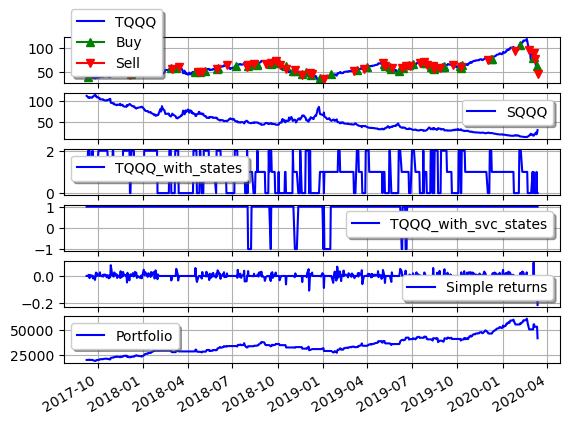 TQQQ
Buy
Sell
100
50
SQQQ
100
50
TQQQ_with_states
2
0
TQQQ_with_svc_states
1
−1
Simple returns
0.0
−0.2
Portfolio
50000
25000
2017-10 2018-01 2018-04 2018-07 2018-10 2019-01 2019-04 2019-07 2019-10 2020-01 2020-04